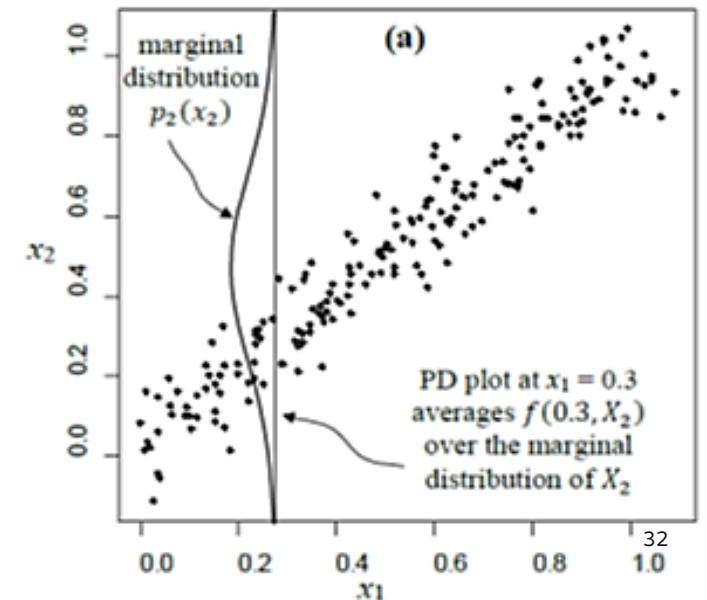 (a)
marginal
distribution
p₂(x₂)
1.0
0.8
0.6
0.4
0.2
0.0
x₂
PD plot at x₁ = 0.3
averages f(0.3, X₂)
over the marginal
distribution of X₂
32
0.0 0.2 0.4 0.6 0.8 1.0
x₁